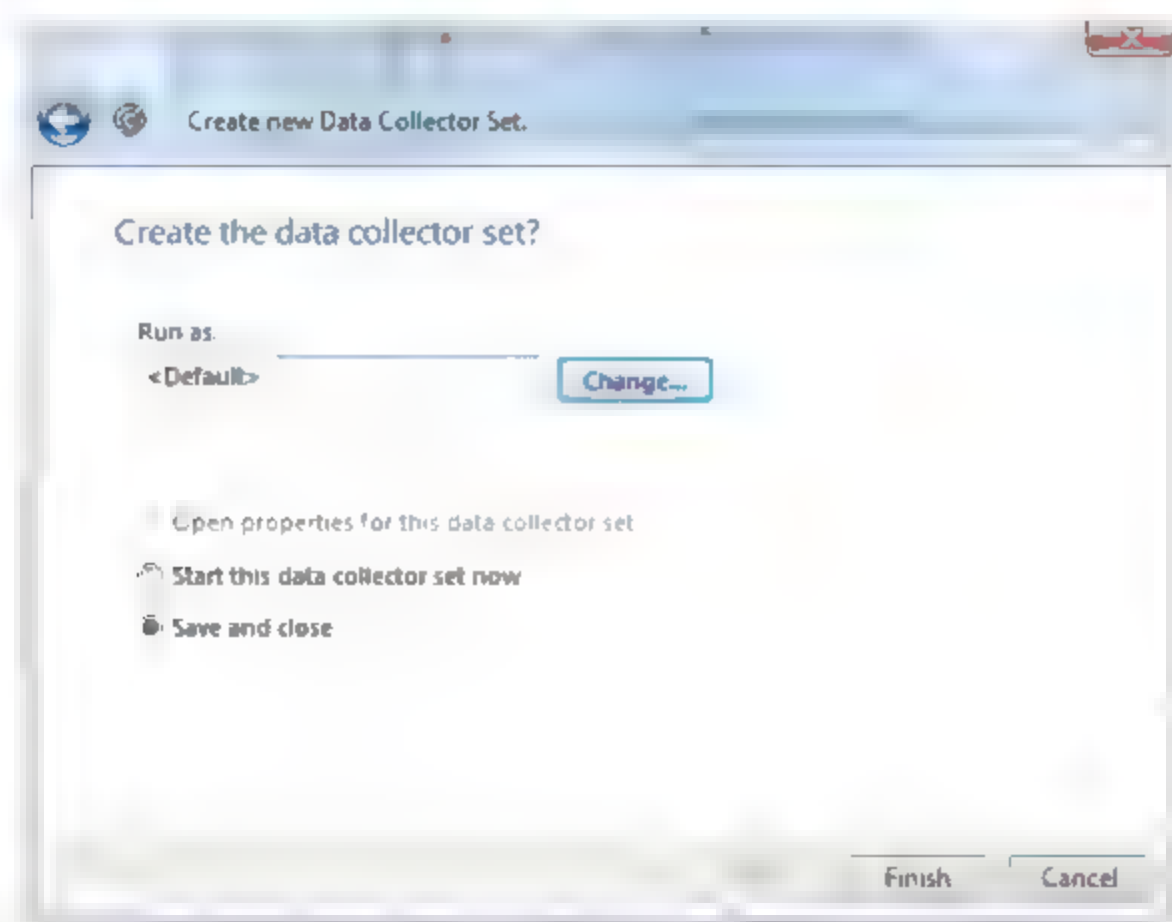 Create new Data Collector Set.
Create the data collector set?
Run as:
<Default>
Change...
Open properties for this data collector set
Start this data collector set now
Save and close
Finish
Cancel